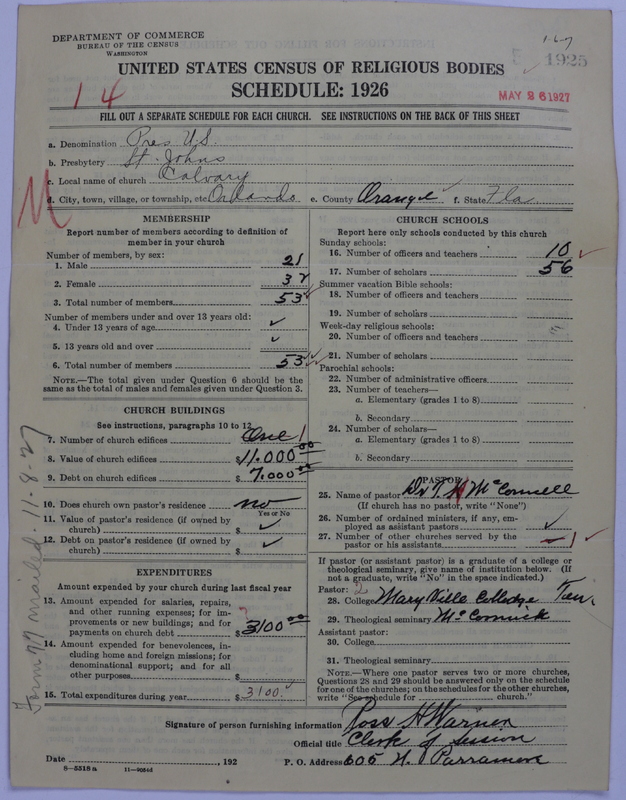 DEPARTMENT OF COMMERCE
BUREAU OF THE CENSUS
WASHINGTON
1-6-7
1925
UNITED STATES CENSUS OF RELIGIOUS BODIES
SCHEDULE: 1926
14
MAY 26 1927
FILL OUT A SEPARATE SCHEDULE FOR EACH CHURCH. SEE INSTRUCTIONS ON THE BACK OF THIS SHEET
a. Denomination Pres U.S.
b. Presbytery St. Johns
c. Local name of church Calvary
M
d. City, town, village, or township, etc Orlando e. County Orange f. State Fla
MEMBERSHIP
Report number of members according to definition of
member in your church
Number of members, by sex:
1. Male 21
2. Female 32
3. Total number of members 53
Number of members under and over 13 years old:
4. Under 13 years of age ✓
5. 13 years old and over ✓
6. Total number of members 53
NOTE.—The total given under Question 6 should be the
same as the total of males and females given under Question 3.
CHURCH BUILDINGS
See instructions, paragraphs 10 to 12
7. Number of church edifices One 1
8. Value of church edifices $11.000 00
9. Debt on church edifices $7.000
10. Does church own pastor's residence no
Yes or No
11. Value of pastor's residence (if owned by
church) $ ✓
12. Debt on pastor's residence (if owned by
church) $ ✓
EXPENDITURES
Amount expended by church during last fiscal year
13. Amount expended for salaries, repairs,
and other running expenses; for im-
provements or new buildings; and for
payments on church debt $3100 00
14. Amount expended for benevolences, in-
cluding home and foreign missions; for
denominational support; and for all
other purposes $
15. Total expenditures during year $3100.
Form 77 mailed. 11-8-27
CHURCH SCHOOLS
Report here only schools conducted by this church
Sunday schools:
16. Number of officers and teachers 10
17. Number of scholars 56
Summer vacation Bible schools:
18. Number of officers and teachers
19. Number of scholars
Week-day religious schools:
20. Number of officers and teachers
21. Number of scholars
Parochial schools:
22. Number of administrative officers
23. Number of teachers—
a. Elementary (grades 1 to 8)
b. Secondary
24. Number of scholars—
a. Elementary (grades 1 to 8)
b. Secondary
PASTOR
25. Name of pastor Dr T. H McConnell
(If church has no pastor, write "None")
26. Number of ordained ministers, if any, em-
ployed as assistant pastors ✓
27. Number of other churches served by the
pastor or his assistants 1 ✓
If pastor (or assistant pastor) is a graduate of a college or
theological seminary, give name of institution below. (If
not a graduate, write "No" in the space indicated.)
Pastor: 2
28. College Mary Ville Colledge Ten.
29. Theological seminary McCormick
Assistant pastor:
30. College
31. Theological seminary
NOTE.—Where one pastor serves two or more churches,
Questions 28 and 29 should be answered only on the schedule
for one of the churches; on the schedules for the other churches,
write "See schedule for church."
Signature of person furnishing information Ross H Warner
Official title Clerk of Session
Date , 192
P. O. Address 605 N. Parramore
8-5518a 11-9084d